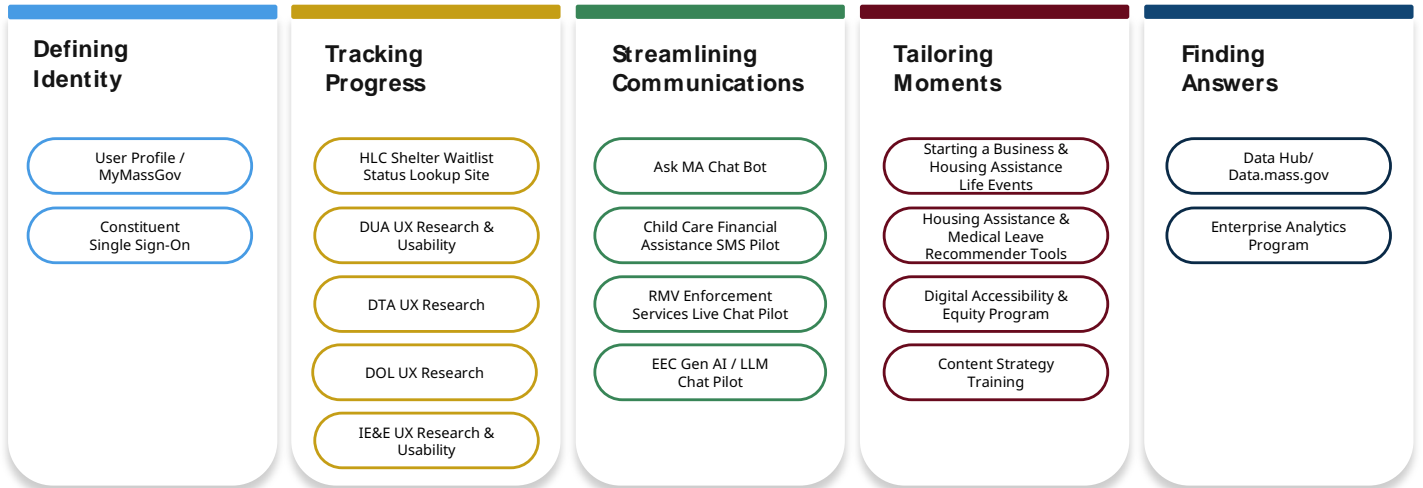 Defining
Identity
User Profile /
MyMassGov
Constituent
Single Sign-On
Tracking
Progress
HLC Shelter Waitlist
Status Lookup Site
DUA UX Research &
Usability
DTA UX Research
DOL UX Research
IE&E UX Research &
Usability
Streamlining
Communications
Ask MA Chat Bot
Child Care Financial
Assistance SMS Pilot
RMV Enforcement
Services Live Chat Pilot
EEC Gen AI / LLM
Chat Pilot
Tailoring
Moments
Starting a Business &
Housing Assistance
Life Events
Housing Assistance &
Medical Leave
Recommender Tools
Digital Accessibility &
Equity Program
Content Strategy
Training
Finding
Answers
Data Hub/
Data.mass.gov
Enterprise Analytics
Program